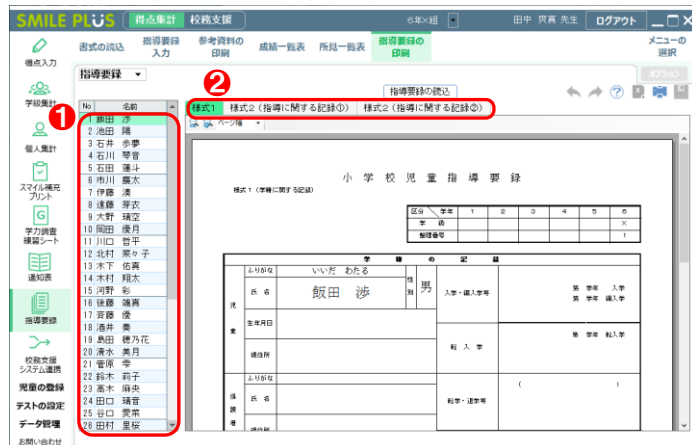 SMILE PLUS 得点集計 校務支援 6年×組 田中 爽真 先生 ログアウト
得点入力
学級集計
個人集計
スマイル補充
プリント
学力調査
練習シート
通知表
指導要録
校務支援
システム連携
児童の登録
テストの設定
データ管理
お問い合わせ
書式の読込 指導要録
入力 参考資料の
印刷 成績一覧表 所見一覧表 指導要録の
印刷 メニューの
選択
指導要録 オプション
指導要録の読込
1
2
No 名前
1 飯田 渉
2 池田 陽
3 石井 歩夢
4 石川 琴音
5 石田 蓮斗
6 市川 慶太
7 伊藤 湊
8 遠藤 芽衣
9 大野 晴空
10 岡田 優月
11 川口 哲平
12 北村 菜々子
13 木下 佑真
14 木村 翔太
15 河野 彩
16 後藤 颯真
17 斉藤 優
18 酒井 奏
19 島田 穂乃花
20 清水 美月
21 菅原 雫
22 鈴木 莉子
23 高木 麻央
24 田口 璃音
25 谷口 愛菜
26 田村 里桜
様式1 様式2(指導に関する記録①) 様式2(指導に関する記録②)
ページ幅
小学校児童指導要録
様式1(学籍に関する記録)
区分 学年 1 2 3 4 5 6
学級 ×
整理番号 1
学籍の記録
児童
ふりがな いいだ わたる
氏名 飯田 渉
性別 男
生年月日
現住所
入学・編入学等
第 学年 入学
第 学年 編入学
転入学
第 学年 転入学
保護者
ふりがな
氏名
現住所
転学・退学等
( )